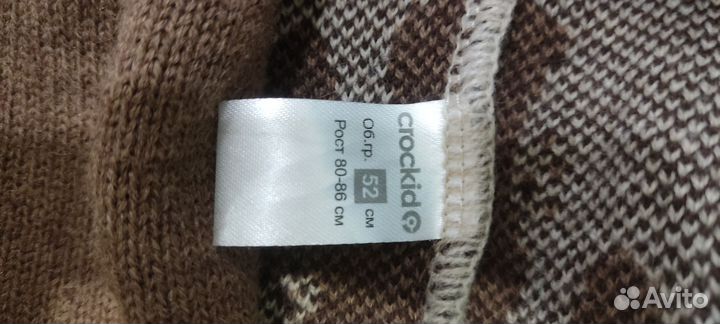 crockid
Об.гр. 52 см
Рост 80-86 см
Avito